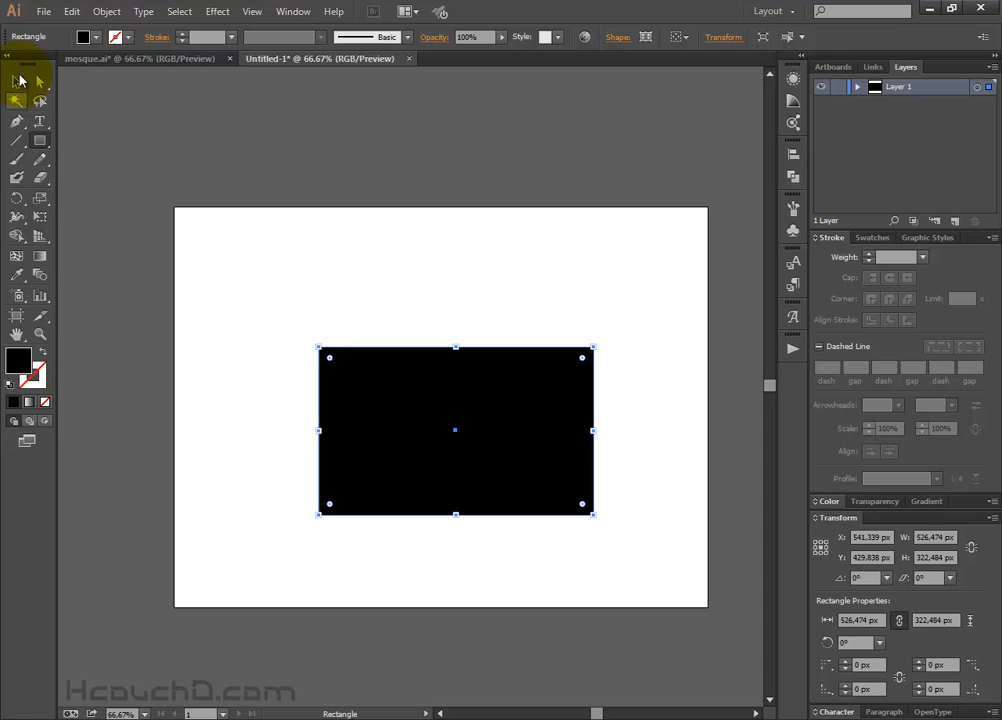 Ai File Edit Object Type Select Effect View Window Help Br Layout
Rectangle Stroke: Basic Opacity: 100% Style: Shape: Transform
mosque.ai* @ 66.67% (RGB/Preview) × Untitled-1* @ 66.67% (RGB/Preview) ×
Artboards Links Layers
Layer 1
1 Layer
Stroke Swatches Graphic Styles
Weight:
Cap:
Corner: Limit: x
Align Stroke:
Dashed Line
dash gap dash gap dash gap
Arrowheads:
Scale: 100% 100%
Align:
Profile:
Color Transparency Gradient
Transform
X: 541,339 px W: 526,474 px
Y: 429,838 px H: 322,484 px
0° 0°
Rectangle Properties:
526,474 px 322,484 px
0°
0 px 0 px
0 px 0 px
Character Paragraph OpenType
HcouchD.com
66.67% 1 Rectangle